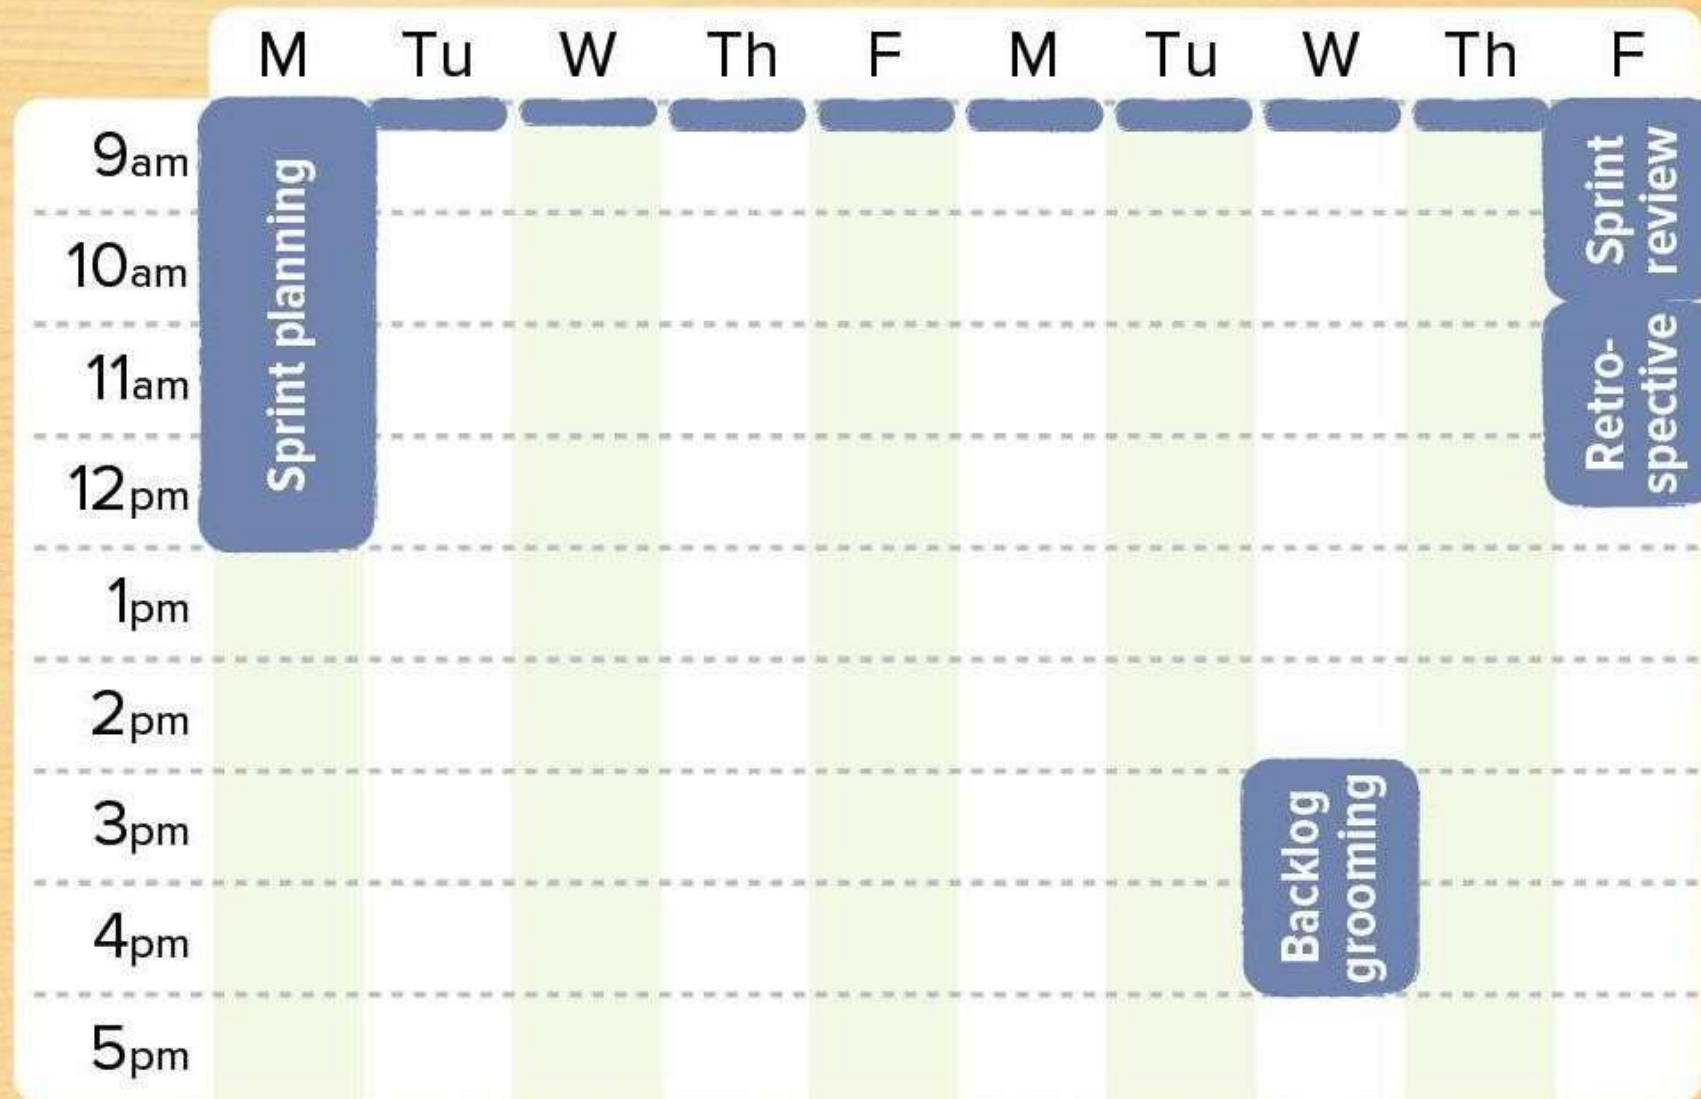 M Tu W Th F M Tu W Th F
9am
10am
11am
12pm
1pm
2pm
3pm
4pm
5pm
Sprint planning
Sprint
review
Retro-
spective
Backlog
grooming